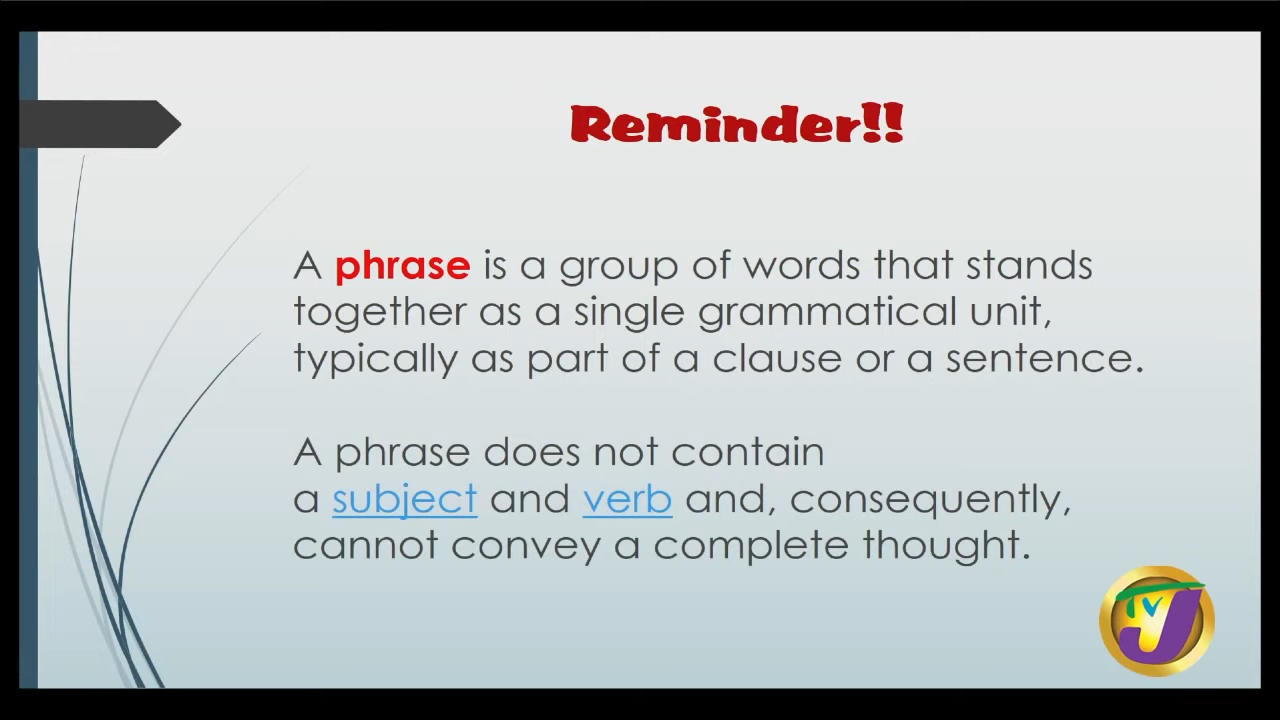 Reminder!!
A phrase is a group of words that stands
together as a single grammatical unit,
typically as part of a clause or a sentence.
A phrase does not contain
a subject and verb and, consequently,
cannot convey a complete thought.
TVJ